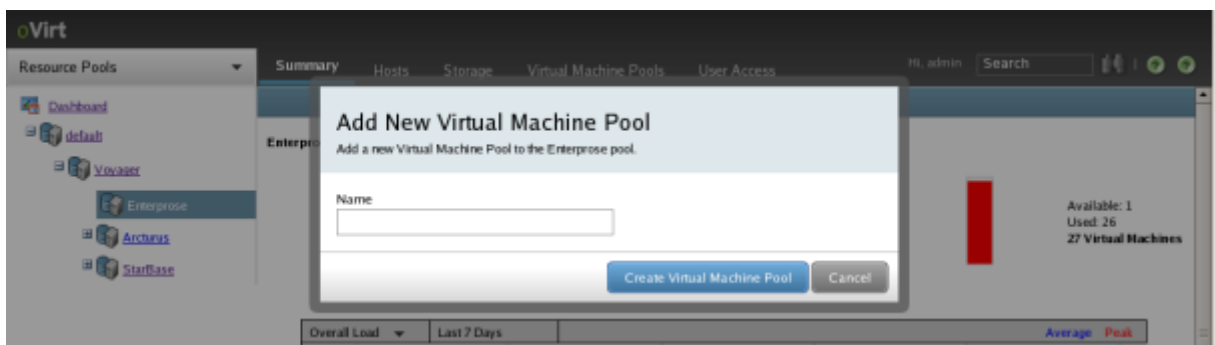 oVirt
Resource Pools
Summary Hosts Storage Virtual Machine Pools User Access
Hi, admin Search
Dashboard
default
Voyager
Enterprose
Arcturus
StarBase
Enterpro
Add New Virtual Machine Pool
Add a new Virtual Machine Pool to the Enterprose pool.
Name
Create Virtual Machine Pool Cancel
Available: 1
Used: 26
27 Virtual Machines
Overall Load Last 7 Days Average Peak